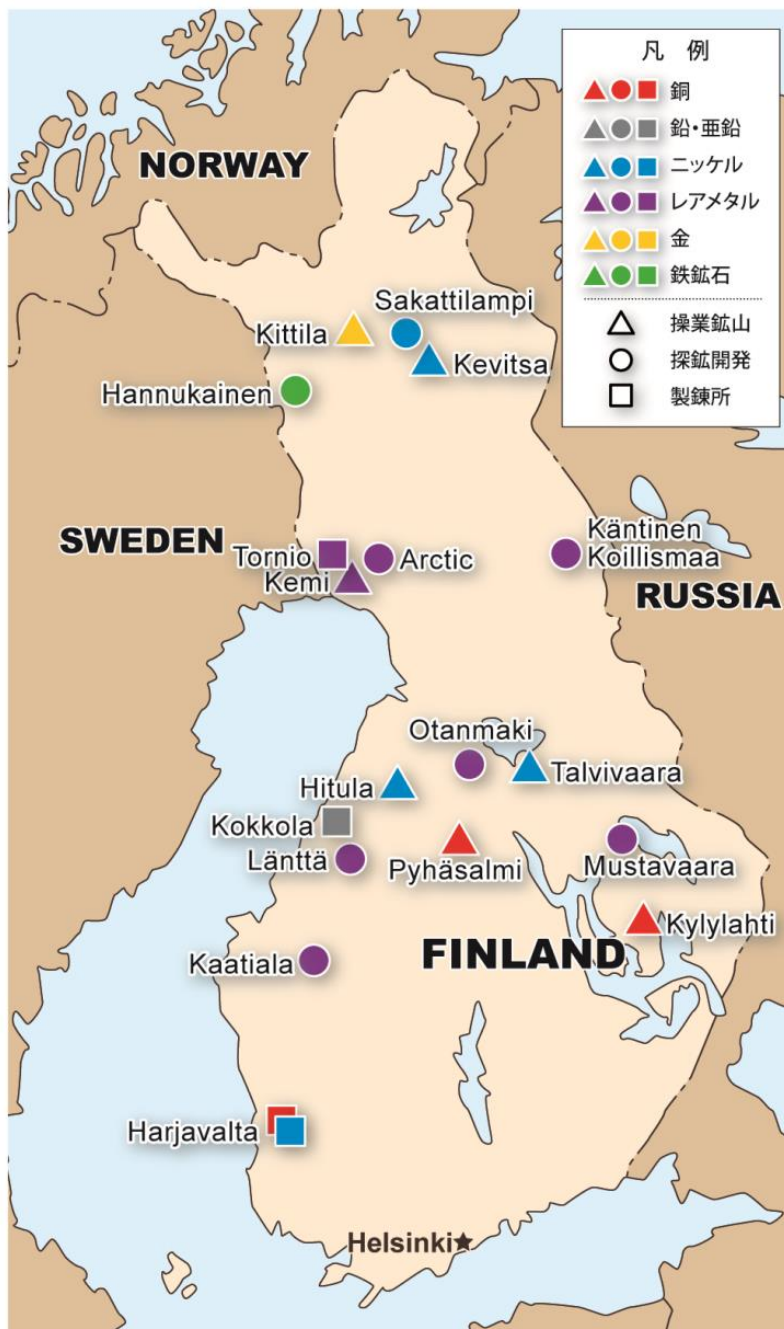 凡 例
銅
鉛・亜鉛
ニッケル
レアメタル
金
鉄鉱石
操業鉱山
探鉱開発
製錬所
NORWAY
Sakattilampi
Kittila
Kevitsa
Hannukainen
SWEDEN
Käntinen
Koillismaa
Tornio
Arctic
Kemi
RUSSIA
Otanmaki
Talvivaara
Hitula
Kokkola
Länttä
Pyhäsalmi
Mustavaara
Kylylahti
FINLAND
Kaatiala
Harjavalta
Helsinki